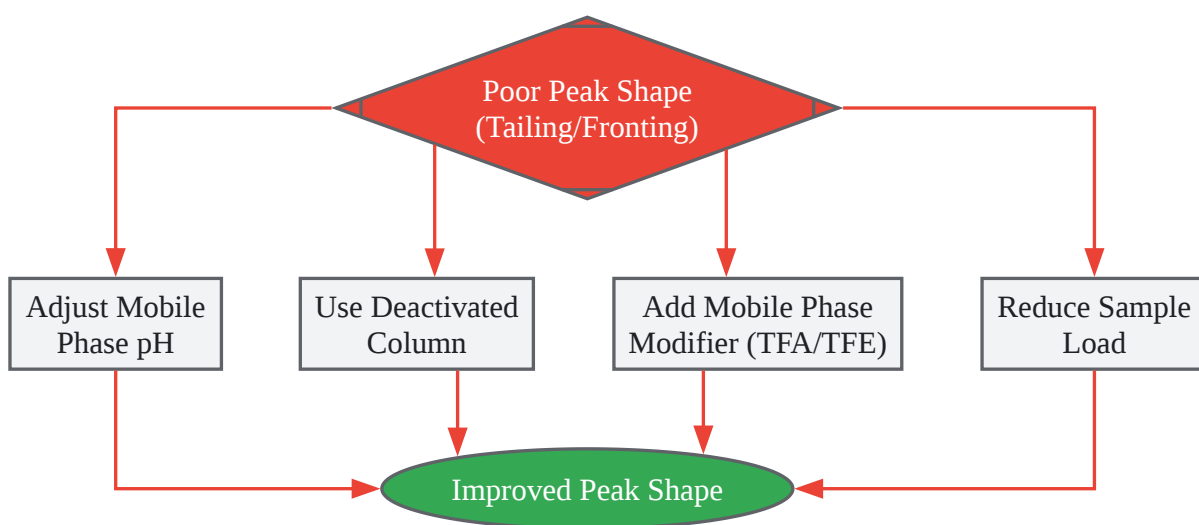 Poor Peak Shape
(Tailing/Fronting)
Adjust Mobile
Phase pH
Use Deactivated
Column
Add Mobile Phase
Modifier (TFA/TFE)
Reduce Sample
Load
Improved Peak Shape